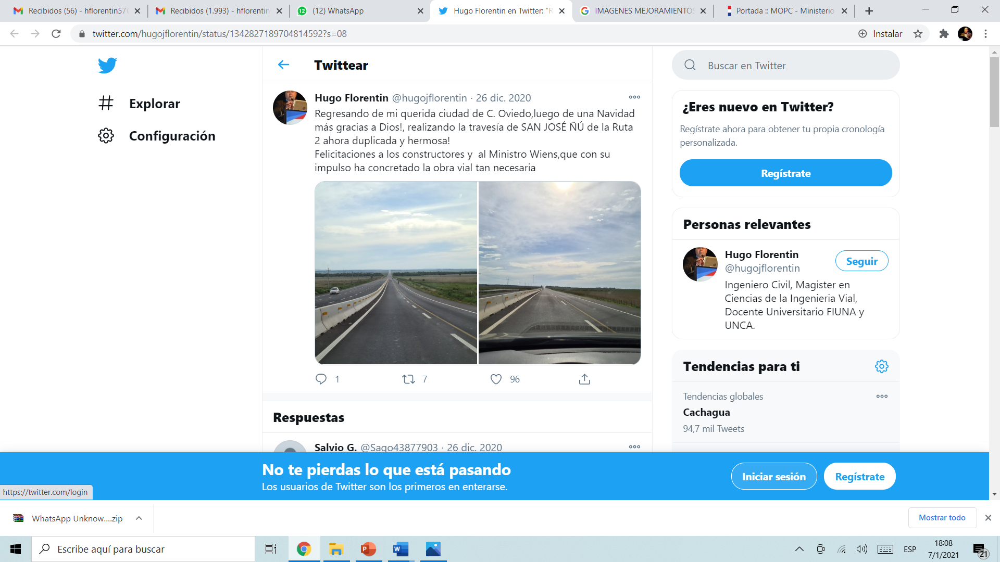 Recibidos (56) - hflorentin576
Recibidos (1.993) - hflorentin
12
(12) WhatsApp
Hugo Florentin en Twitter: "R
IMAGENES MEJORAMIENTOS
Portada :: MOPC - Ministerio
twitter.com/hugojflorentin/status/1342827189704814592?s=08
Instalar
Explorar
Configuración
Twittear
Hugo Florentin @hugojflorentin · 26 dic. 2020
Regresando de mi querida ciudad de C. Oviedo,luego de una Navidad
más gracias a Dios!, realizando la travesía de SAN JOSÉ ÑÚ de la Ruta
2 ahora duplicada y hermosa!
Felicitaciones a los constructores y  al Ministro Wiens,que con su
impulso ha concretado la obra vial tan necesaria
1
7
96
Respuestas
Salvio G. @Sago43877903 · 26 dic. 2020
Buscar en Twitter
¿Eres nuevo en Twitter?
Regístrate ahora para obtener tu propia cronología
personalizada.
Regístrate
Personas relevantes
Hugo Florentin
@hugojflorentin
Seguir
Ingeniero Civil, Magister en
Ciencias de la Ingenieria Vial,
Docente Universitario FIUNA y
UNCA.
Tendencias para ti
Tendencias globales
Cachagua
94,7 mil Tweets
No te pierdas lo que está pasando
Los usuarios de Twitter son los primeros en enterarse.
Iniciar sesión
Regístrate
https://twitter.com/login
WhatsApp Unknow....zip
Mostrar todo
Escribe aquí para buscar
P
W
ESP
18:08
7/1/2021
21